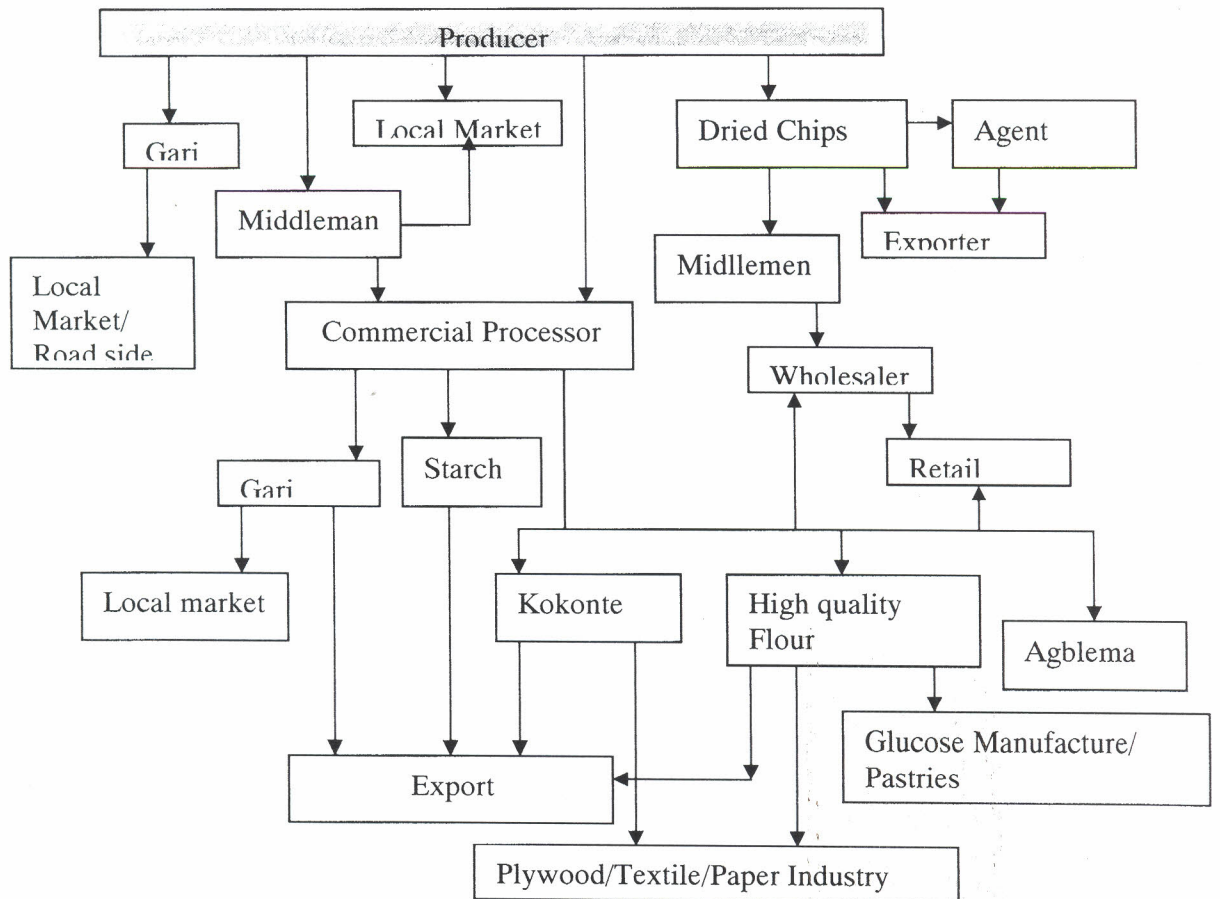 Producer
Local Market
Dried Chips
Agent
Gari
Middleman
Exporter
Midllemen
Local
Market/
Road side
Commercial Processor
Wholesaler
Starch
Retail
Gari
Local market
Kokonte
High quality
Flour
Agblema
Glucose Manufacture/
Pastries
Export
Plywood/Textile/Paper Industry